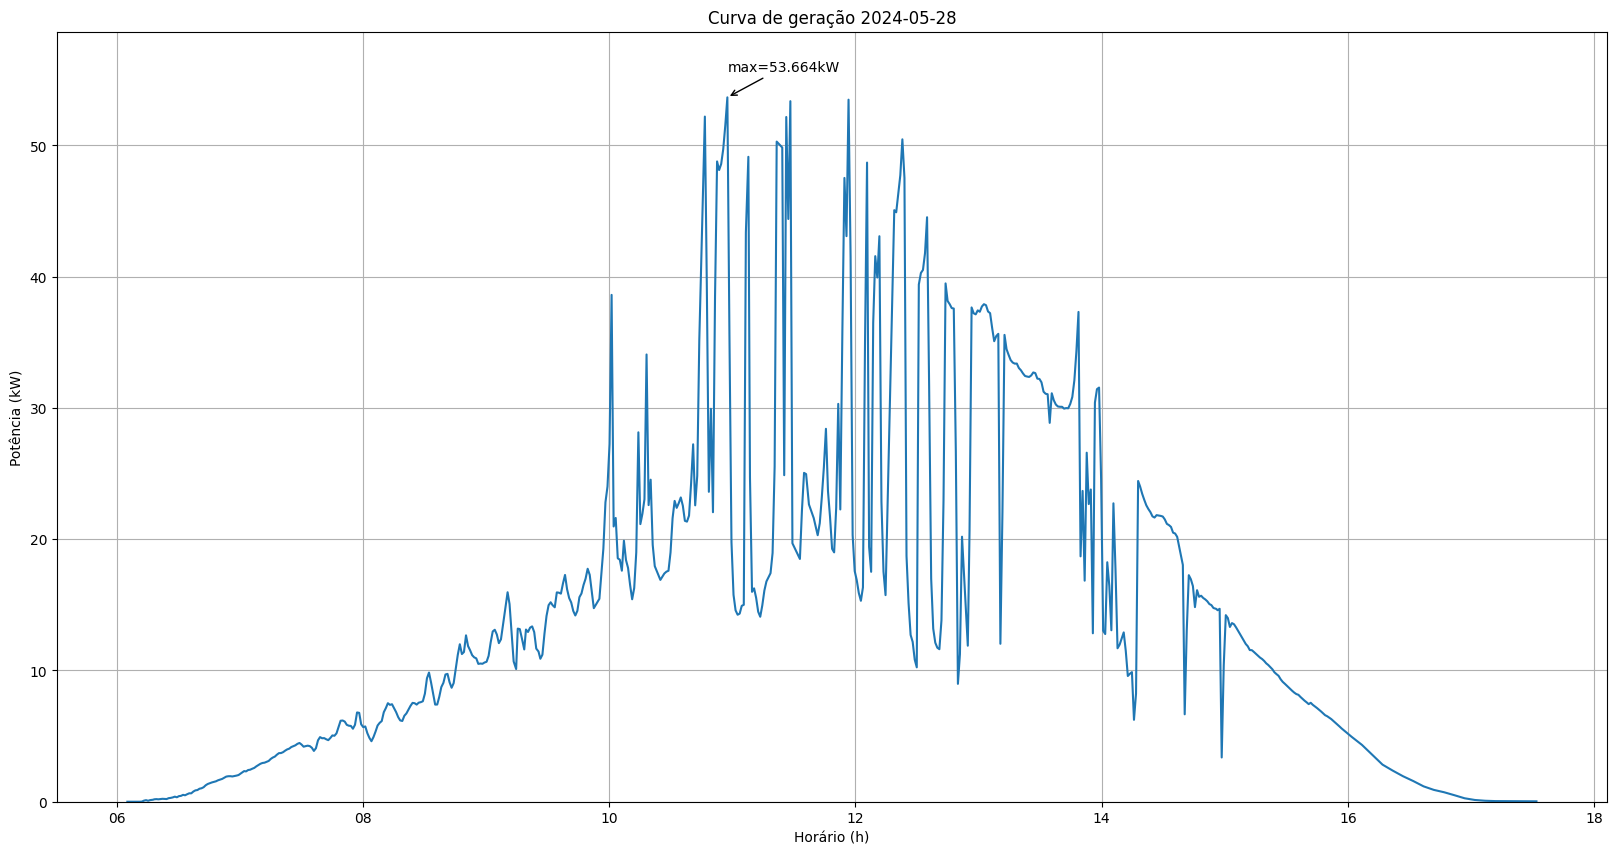 Curva de geração 2024-05-28
max=53.664kW
50
40
30
20
10
0
Potência (kW)
06 08 10 12 14 16 18
Horário (h)